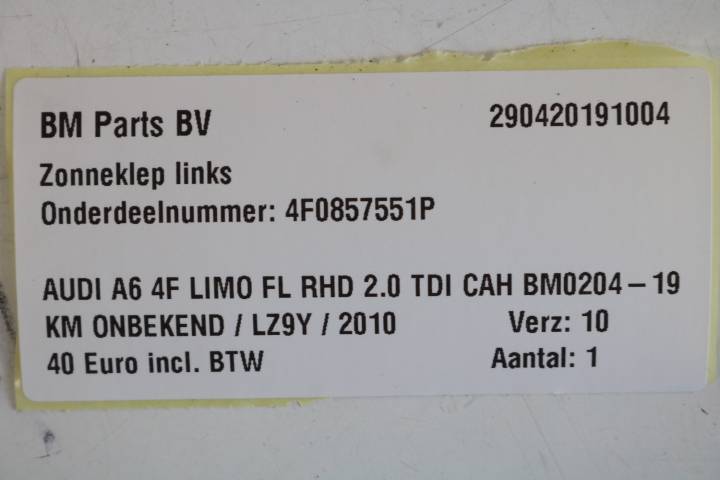 BM Parts BV 290420191004
Zonneklep links
Onderdeelnummer: 4F0857551P
AUDI A6 4F LIMO FL RHD 2.0 TDI CAH BM0204-19
KM ONBEKEND / LZ9Y / 2010 Verz: 10
40 Euro incl. BTW Aantal: 1